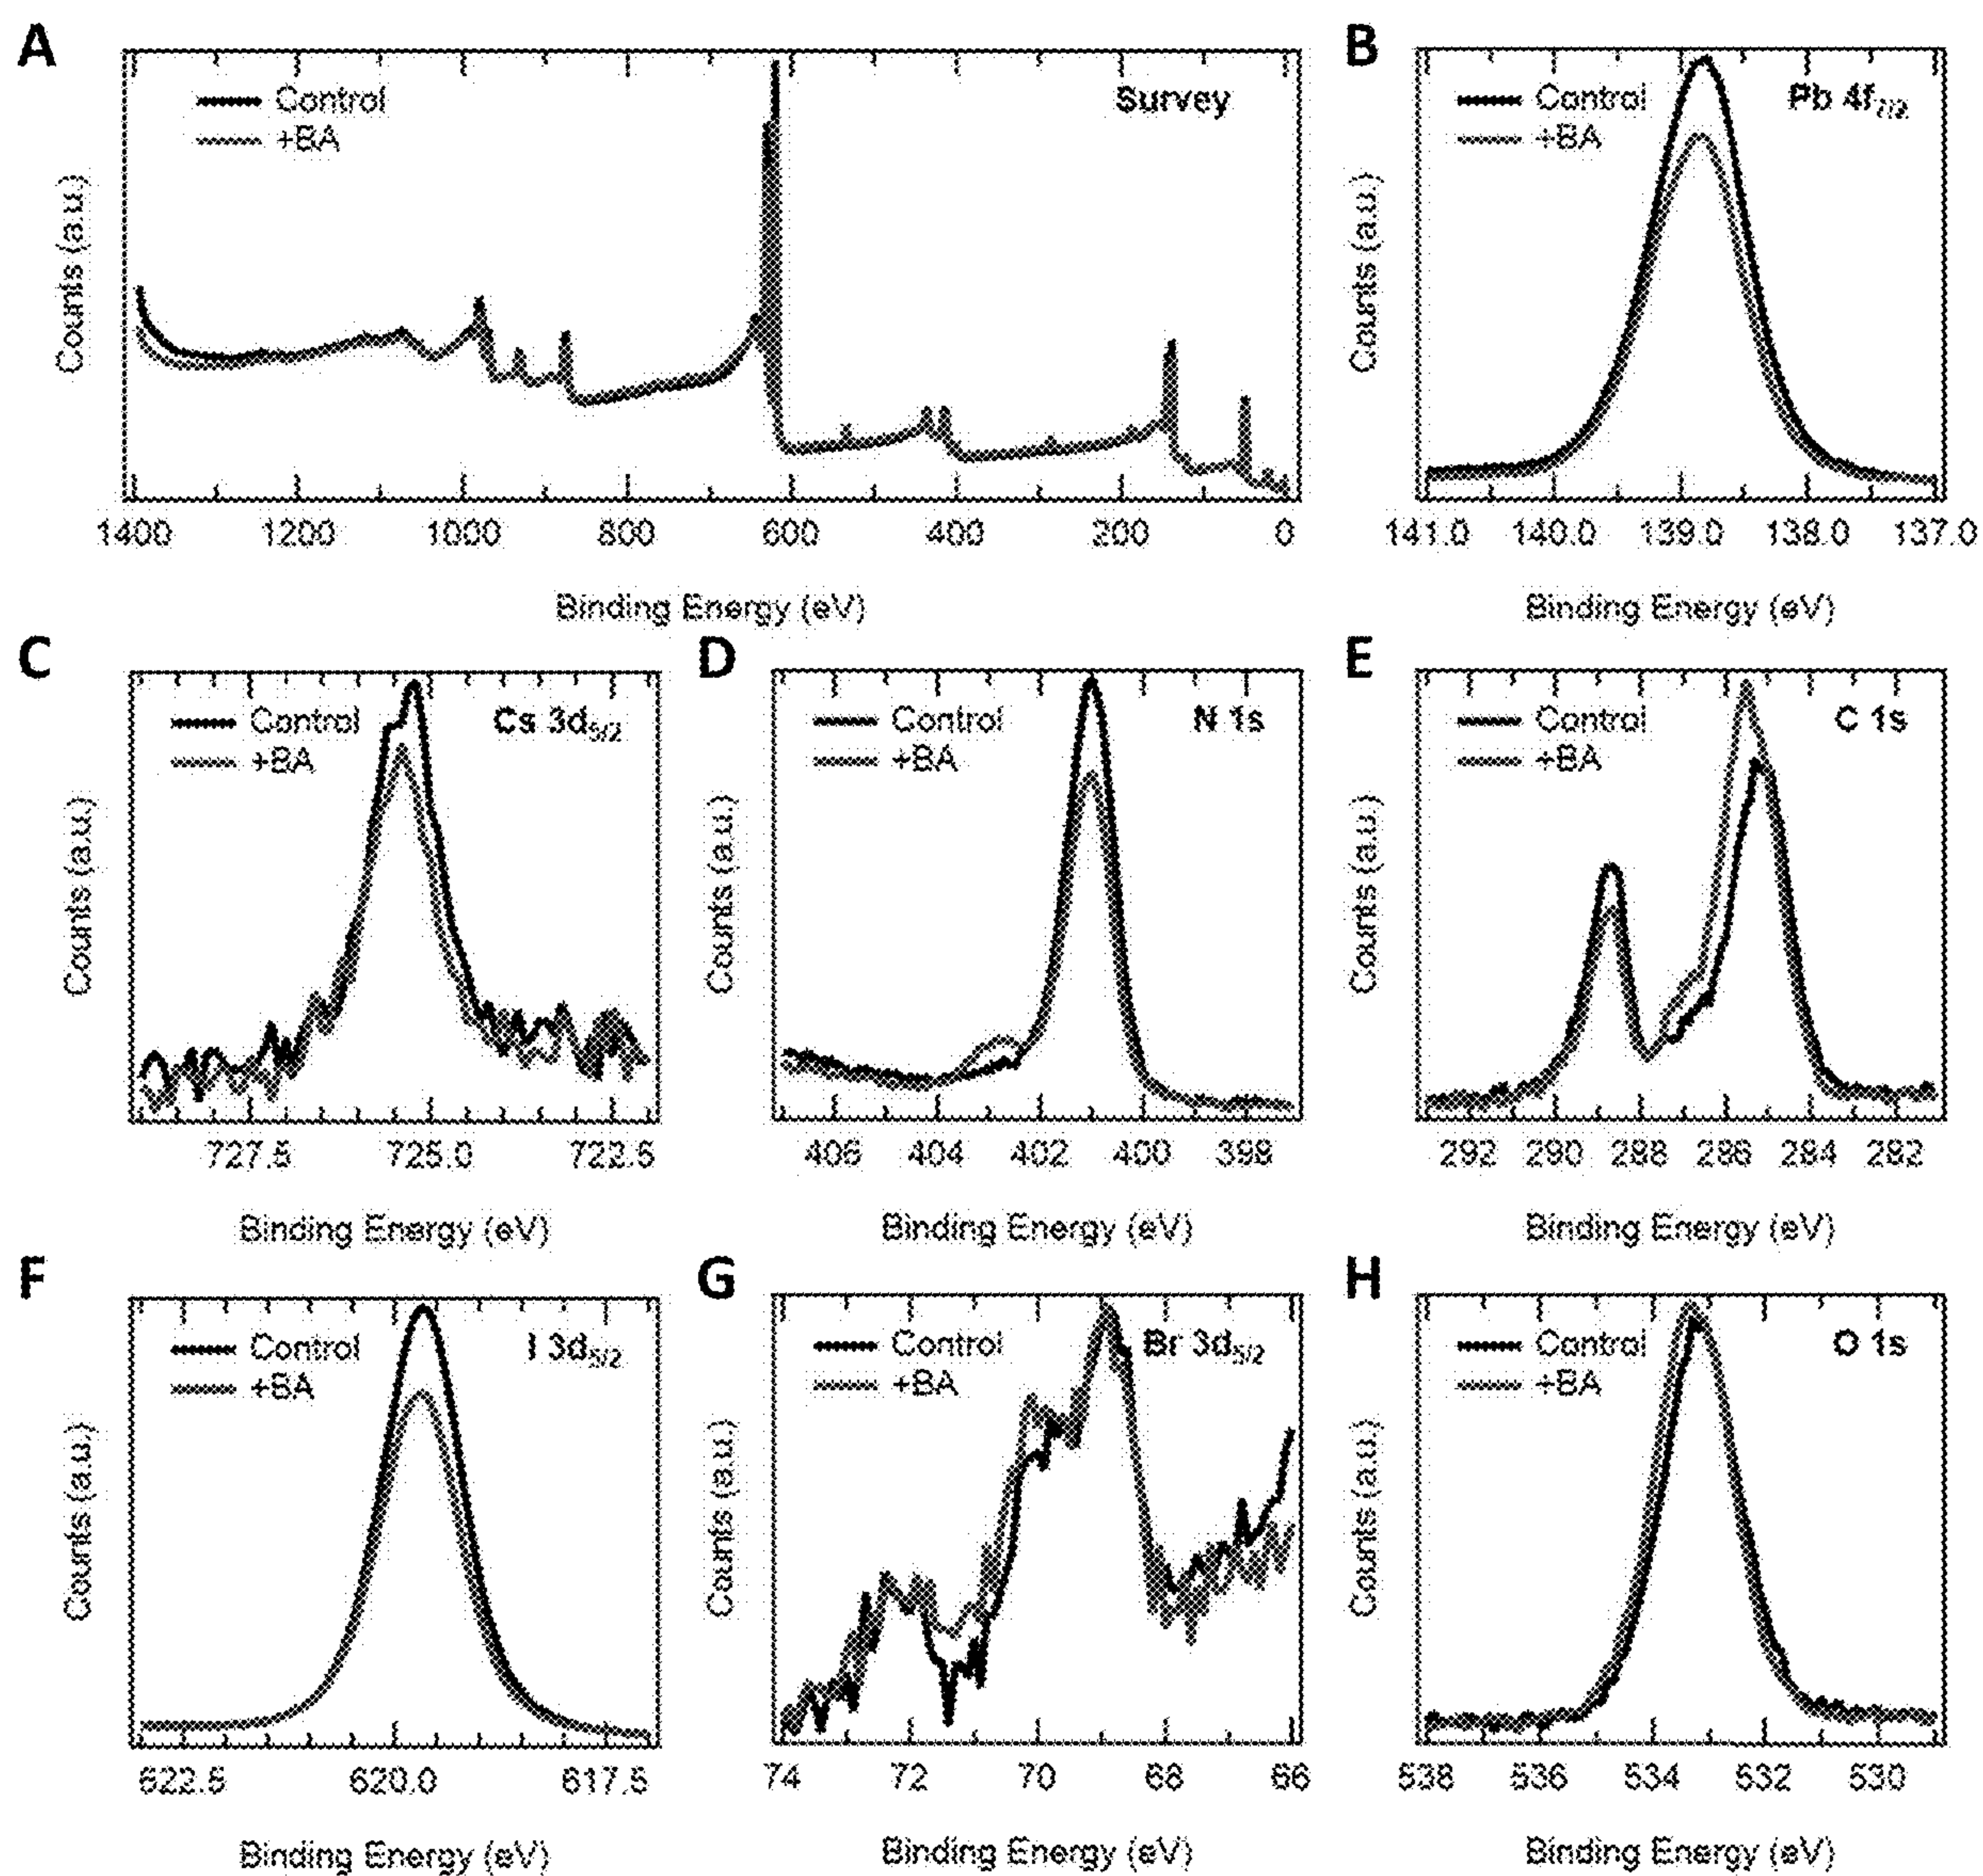 A
Control
+BA
Survey
Counts (a.u.)
1400 1200 1000 800 600 400 200 0
Binding Energy (eV)
B
Control
+BA
Pb 4f7/2
Counts (a.u.)
141.0 140.0 139.0 138.0 137.0
Binding Energy (eV)
C
Control
+BA
Cs 3d5/2
Counts (a.u.)
727.5 725.0 722.5
Binding Energy (eV)
D
Control
+BA
N 1s
Counts (a.u.)
406 404 402 400 398
Binding Energy (eV)
E
Control
+BA
C 1s
Counts (a.u.)
292 290 288 286 284 282
Binding Energy (eV)
F
Control
+BA
I 3d5/2
Counts (a.u.)
622.5 620.0 617.5
Binding Energy (eV)
G
Control
+BA
Br 3d5/2
Counts (a.u.)
74 72 70 68 66
Binding Energy (eV)
H
Control
+BA
O 1s
Counts (a.u.)
538 536 534 532 530
Binding Energy (eV)